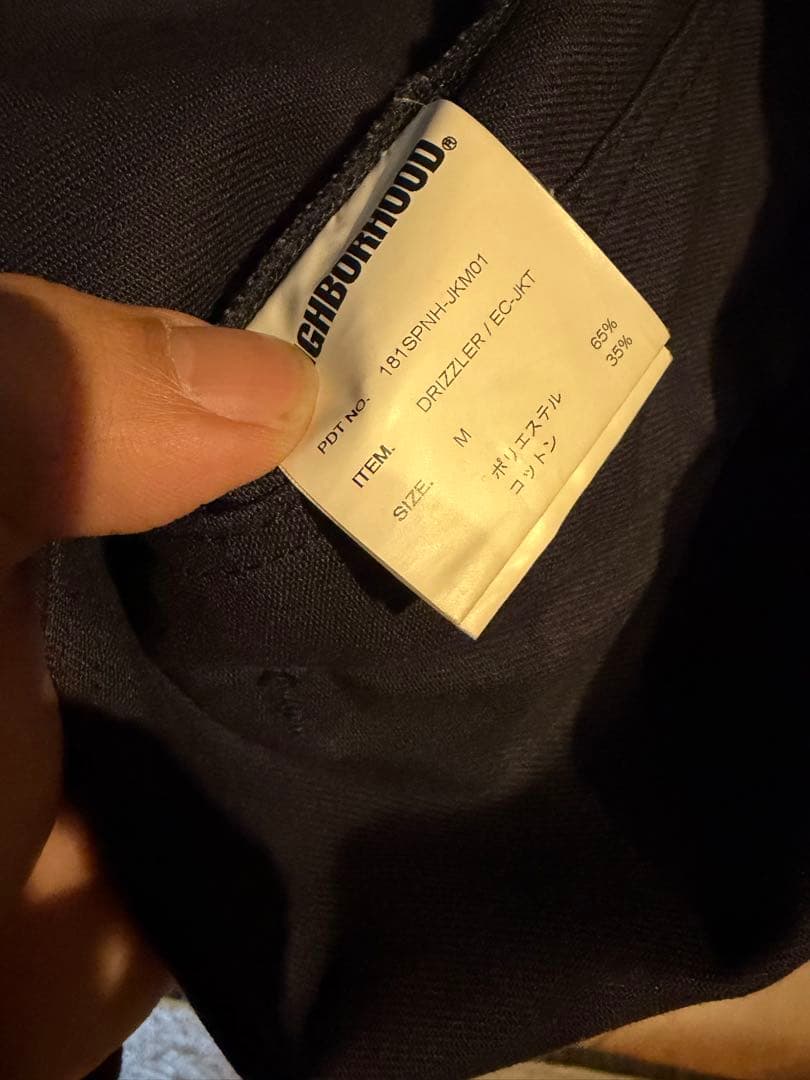 GHBORHOOD®
PDT NO. 181SPNH-JKM01
ITEM. DRIZZLER / EC-JKT
SIZE. M
ポリエステル 65%
コットン 35%